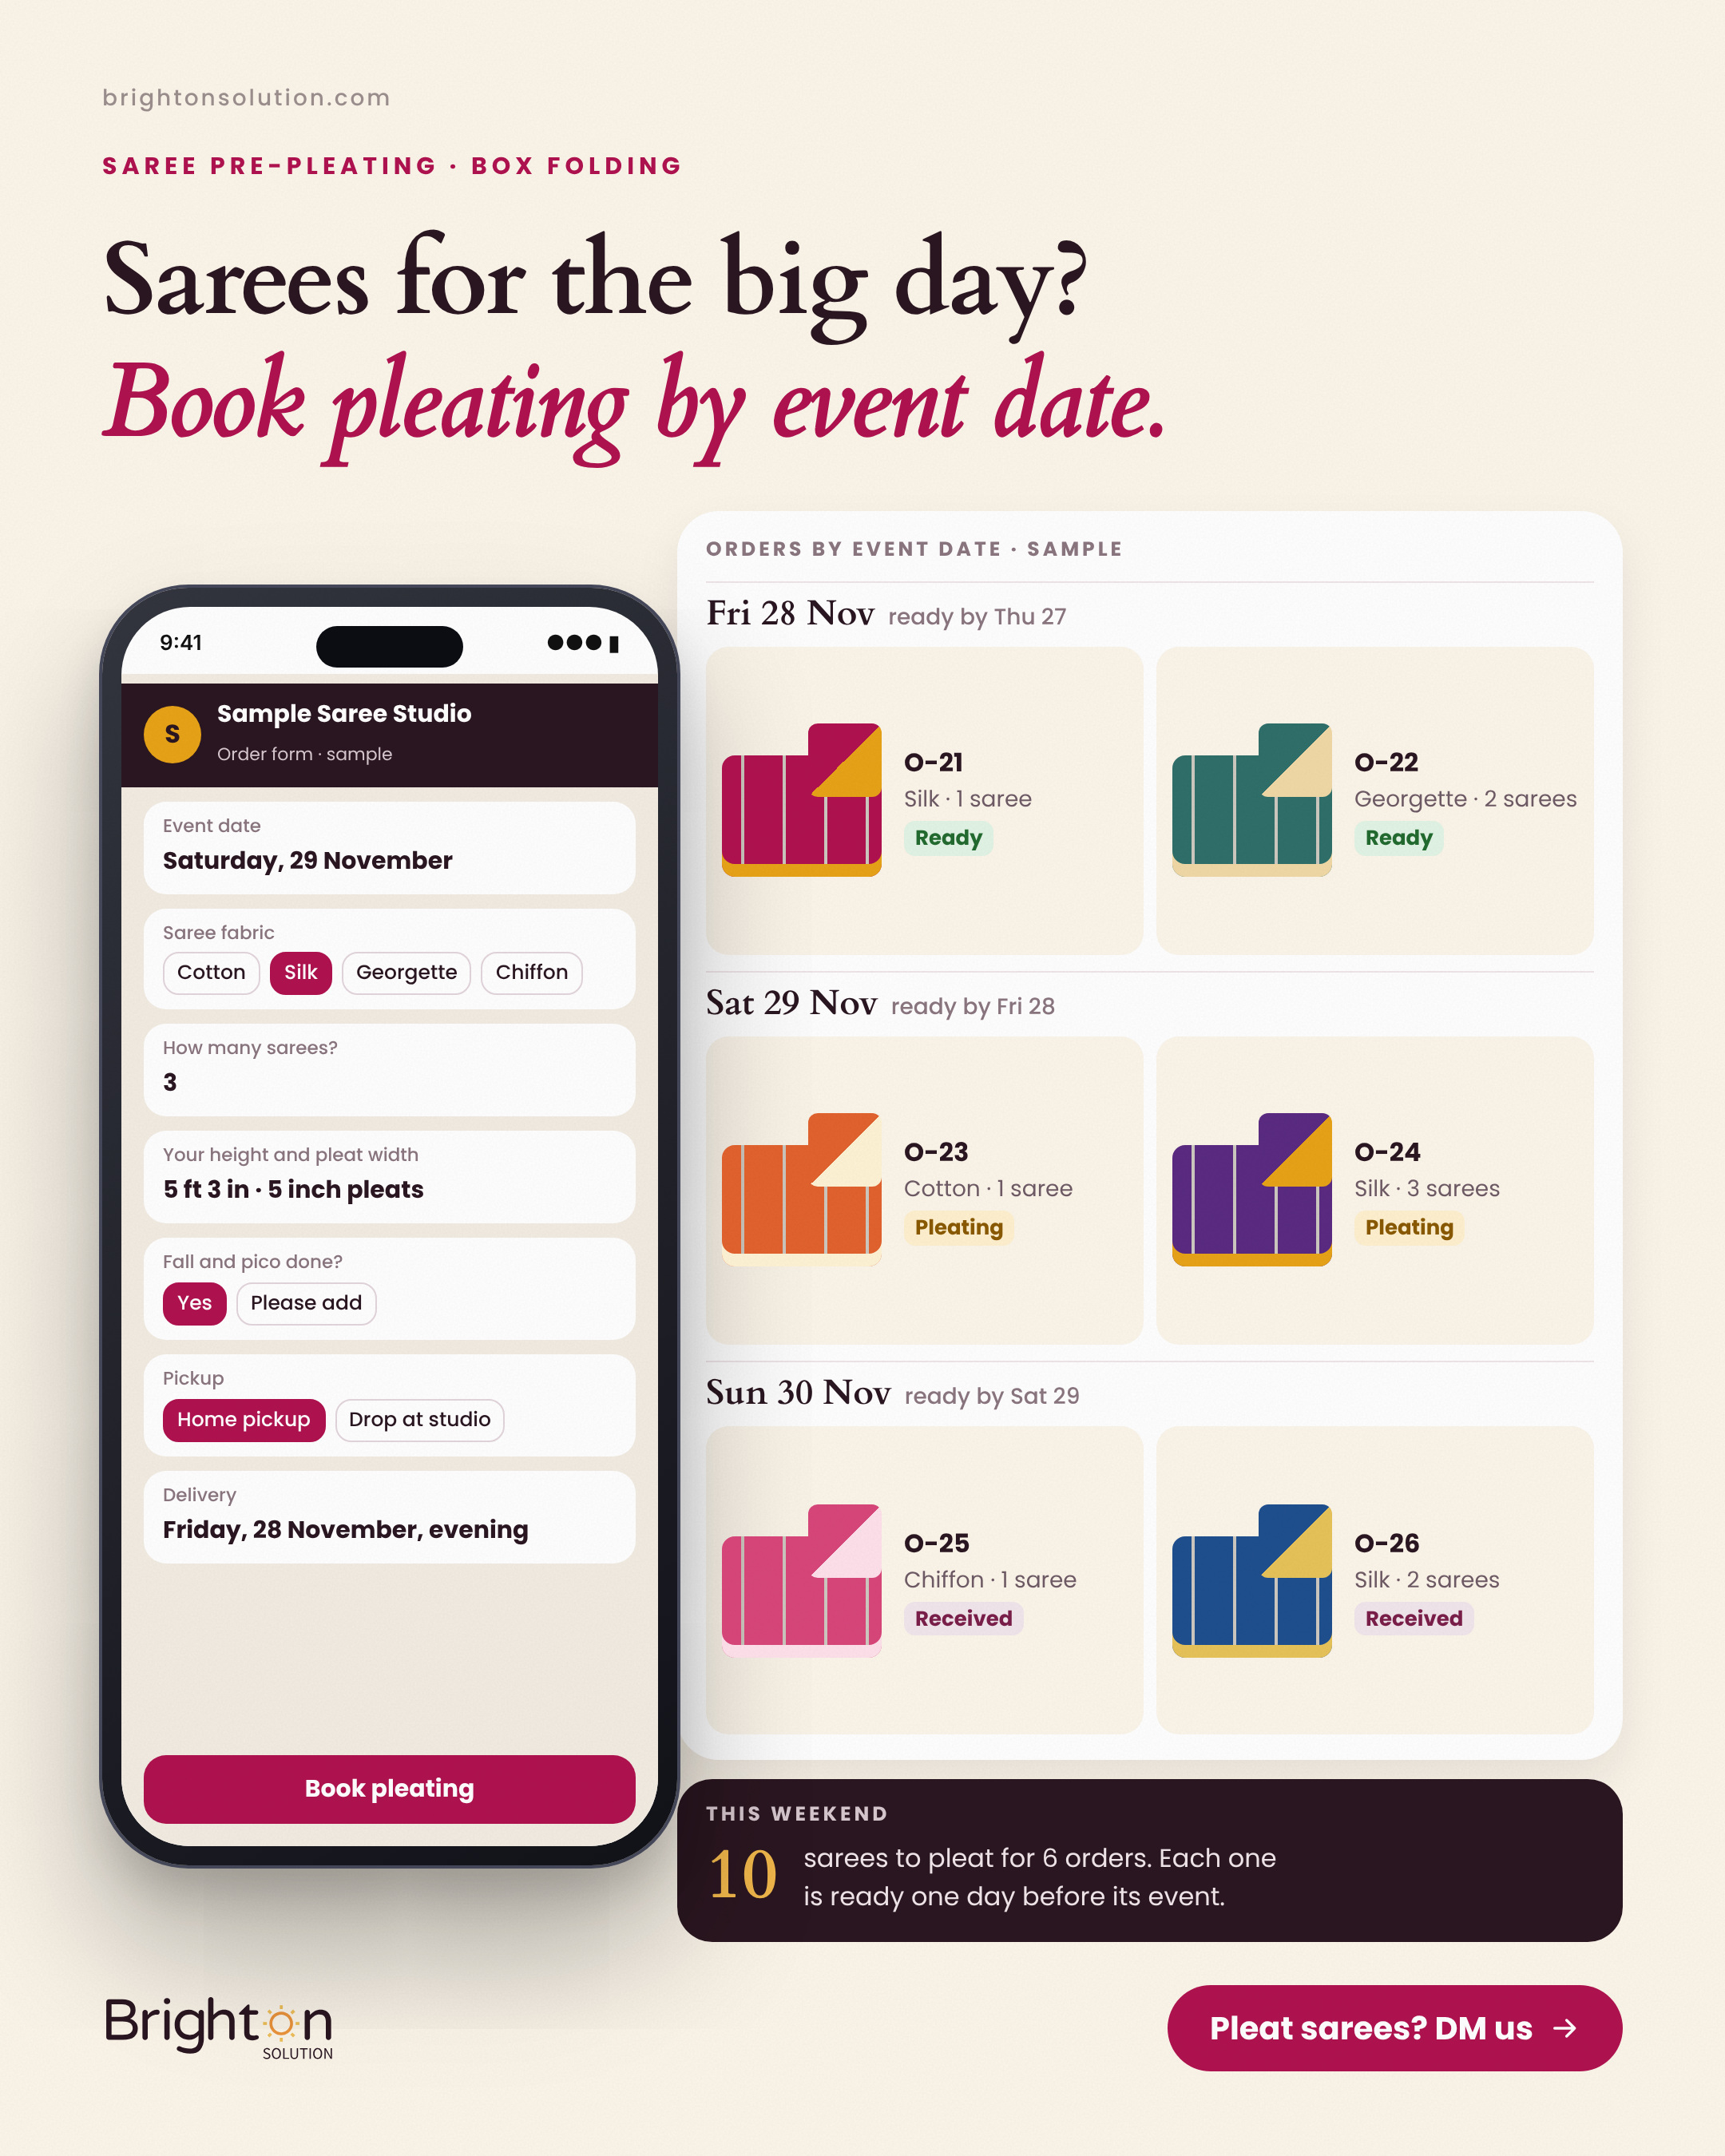 brightonsolution.com
SAREE PRE-PLEATING · BOX FOLDING
Sarees for the big day?
Book pleating by event date.
9:41
S
Sample Saree Studio
Order form · sample
Event date
Saturday, 29 November
Saree fabric
Cotton Silk Georgette Chiffon
How many sarees?
3
Your height and pleat width
5 ft 3 in · 5 inch pleats
Fall and pico done?
Yes Please add
Pickup
Home pickup Drop at studio
Delivery
Friday, 28 November, evening
Book pleating
ORDERS BY EVENT DATE · SAMPLE
Fri 28 Nov ready by Thu 27
O-21
Silk · 1 saree
Ready
O-22
Georgette · 2 sarees
Ready
Sat 29 Nov ready by Fri 28
O-23
Cotton · 1 saree
Pleating
O-24
Silk · 3 sarees
Pleating
Sun 30 Nov ready by Sat 29
O-25
Chiffon · 1 saree
Received
O-26
Silk · 2 sarees
Received
THIS WEEKEND
10 sarees to pleat for 6 orders. Each one
is ready one day before its event.
Brighton
SOLUTION
Pleat sarees? DM us →